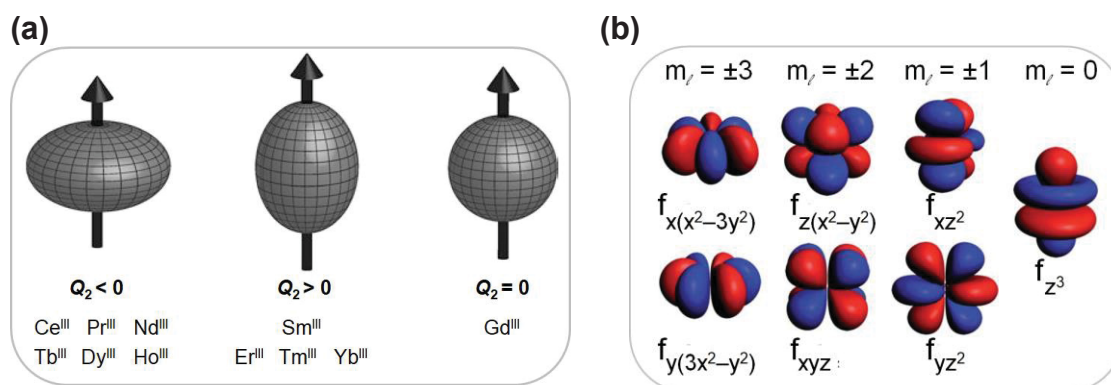 (a)
Q₂ < 0
Q₂ > 0
Q₂ = 0
Ceᴵᴵᴵ Prᴵᴵᴵ Ndᴵᴵᴵ
Smᴵᴵᴵ
Gdᴵᴵᴵ
Tbᴵᴵᴵ Dyᴵᴵᴵ Hoᴵᴵᴵ
Erᴵᴵᴵ Tmᴵᴵᴵ Ybᴵᴵᴵ
(b)
mℓ = ±3
mℓ = ±2
mℓ = ±1
mℓ = 0
fx(x²–3y²)
fz(x²–y²)
fxz²
fz³
fy(3x²–y²)
fxyz
fyz²